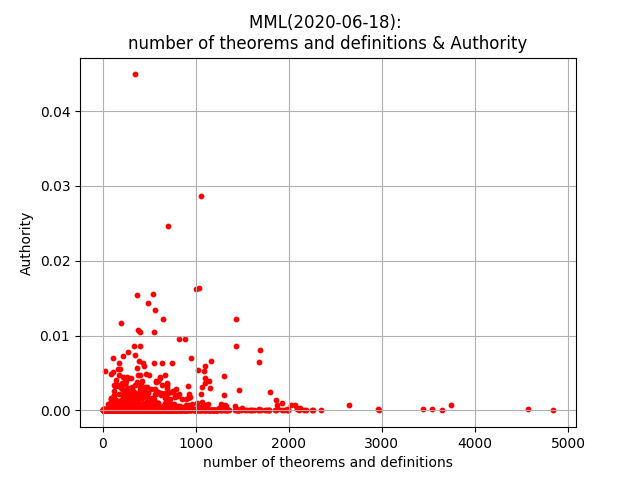 MML(2020-06-18):
number of theorems and definitions & Authority
0.04
0.03
0.02
0.01
0.00
Authority
0 1000 2000 3000 4000 5000
number of theorems and definitions